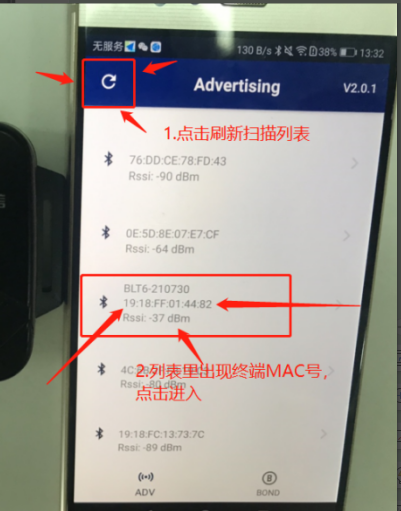 无服务 130 B/s 38% 13:32
Advertising V2.0.1
1.点击刷新扫描列表
76:DD:CE:78:FD:43
Rssi: -90 dBm
0E:5D:8E:07:E7:CF
Rssi: -64 dBm
BLT6-210730
19:18:FF:01:44:82
Rssi: -37 dBm
2.列表里出现终端MAC号，
Rssi: -80 dBm
点击进入
19:18:FC:13:73:7C
Rssi: -89 dBm
ADV BOND